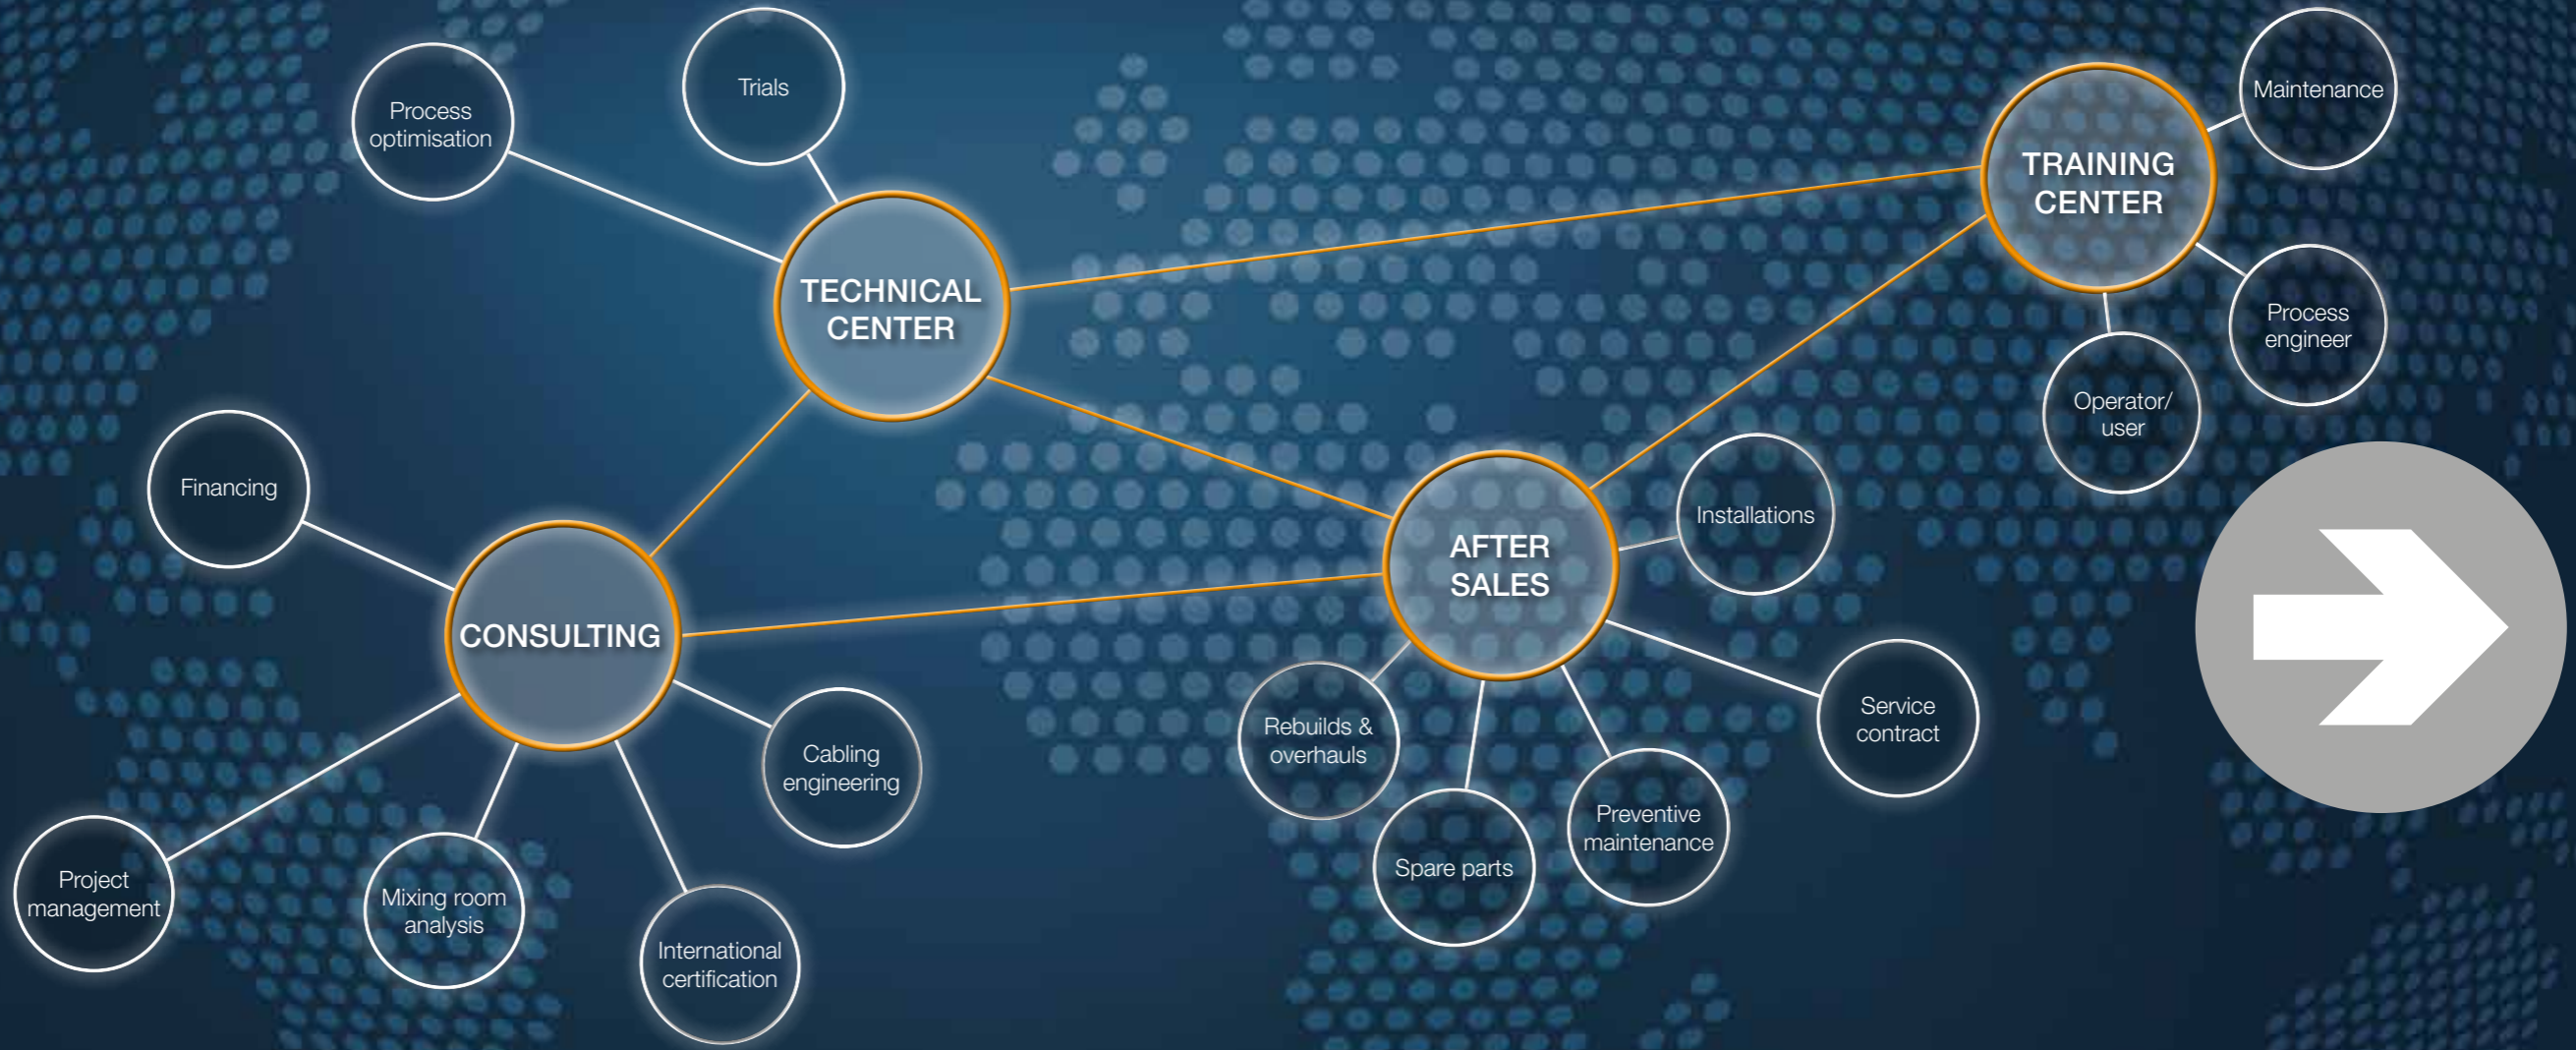 Process
optimisation
Trials
TECHNICAL
CENTER
TRAINING
CENTER
Maintenance
Process
engineer
Operator/
user
Financing
CONSULTING
Project
management
Mixing room
analysis
International
certification
Cabling
engineering
AFTER
SALES
Installations
Service
contract
Rebuilds &
overhauls
Spare parts
Preventive
maintenance